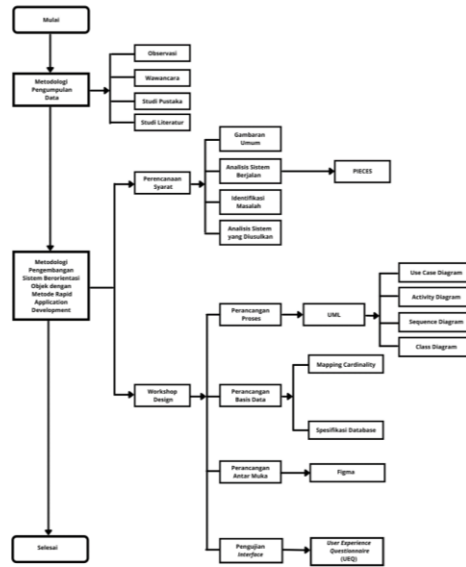 Mulai
Metodologi
Pengumpulan
Data
Observasi
Wawancara
Studi Pustaka
Studi Literatur
Perencanaan
Syarat
Gambaran
Umum
Analisis Sistem
Berjalan
PIECES
Identifikasi
Masalah
Analisis Sistem
yang Diusulkan
Metodologi
Pengembangan
Sistem Berorientasi
Objek dengan
Metode Rapid
Application
Development
Workshop
Design
Perancangan
Proses
UML
Use Case Diagram
Activity Diagram
Sequence Diagram
Class Diagram
Perancangan
Basis Data
Mapping Cardinality
Spesifikasi Database
Perancangan
Antar Muka
Figma
Pengujian
Interface
User Experience
Questionnaire
(UEQ)
Selesai